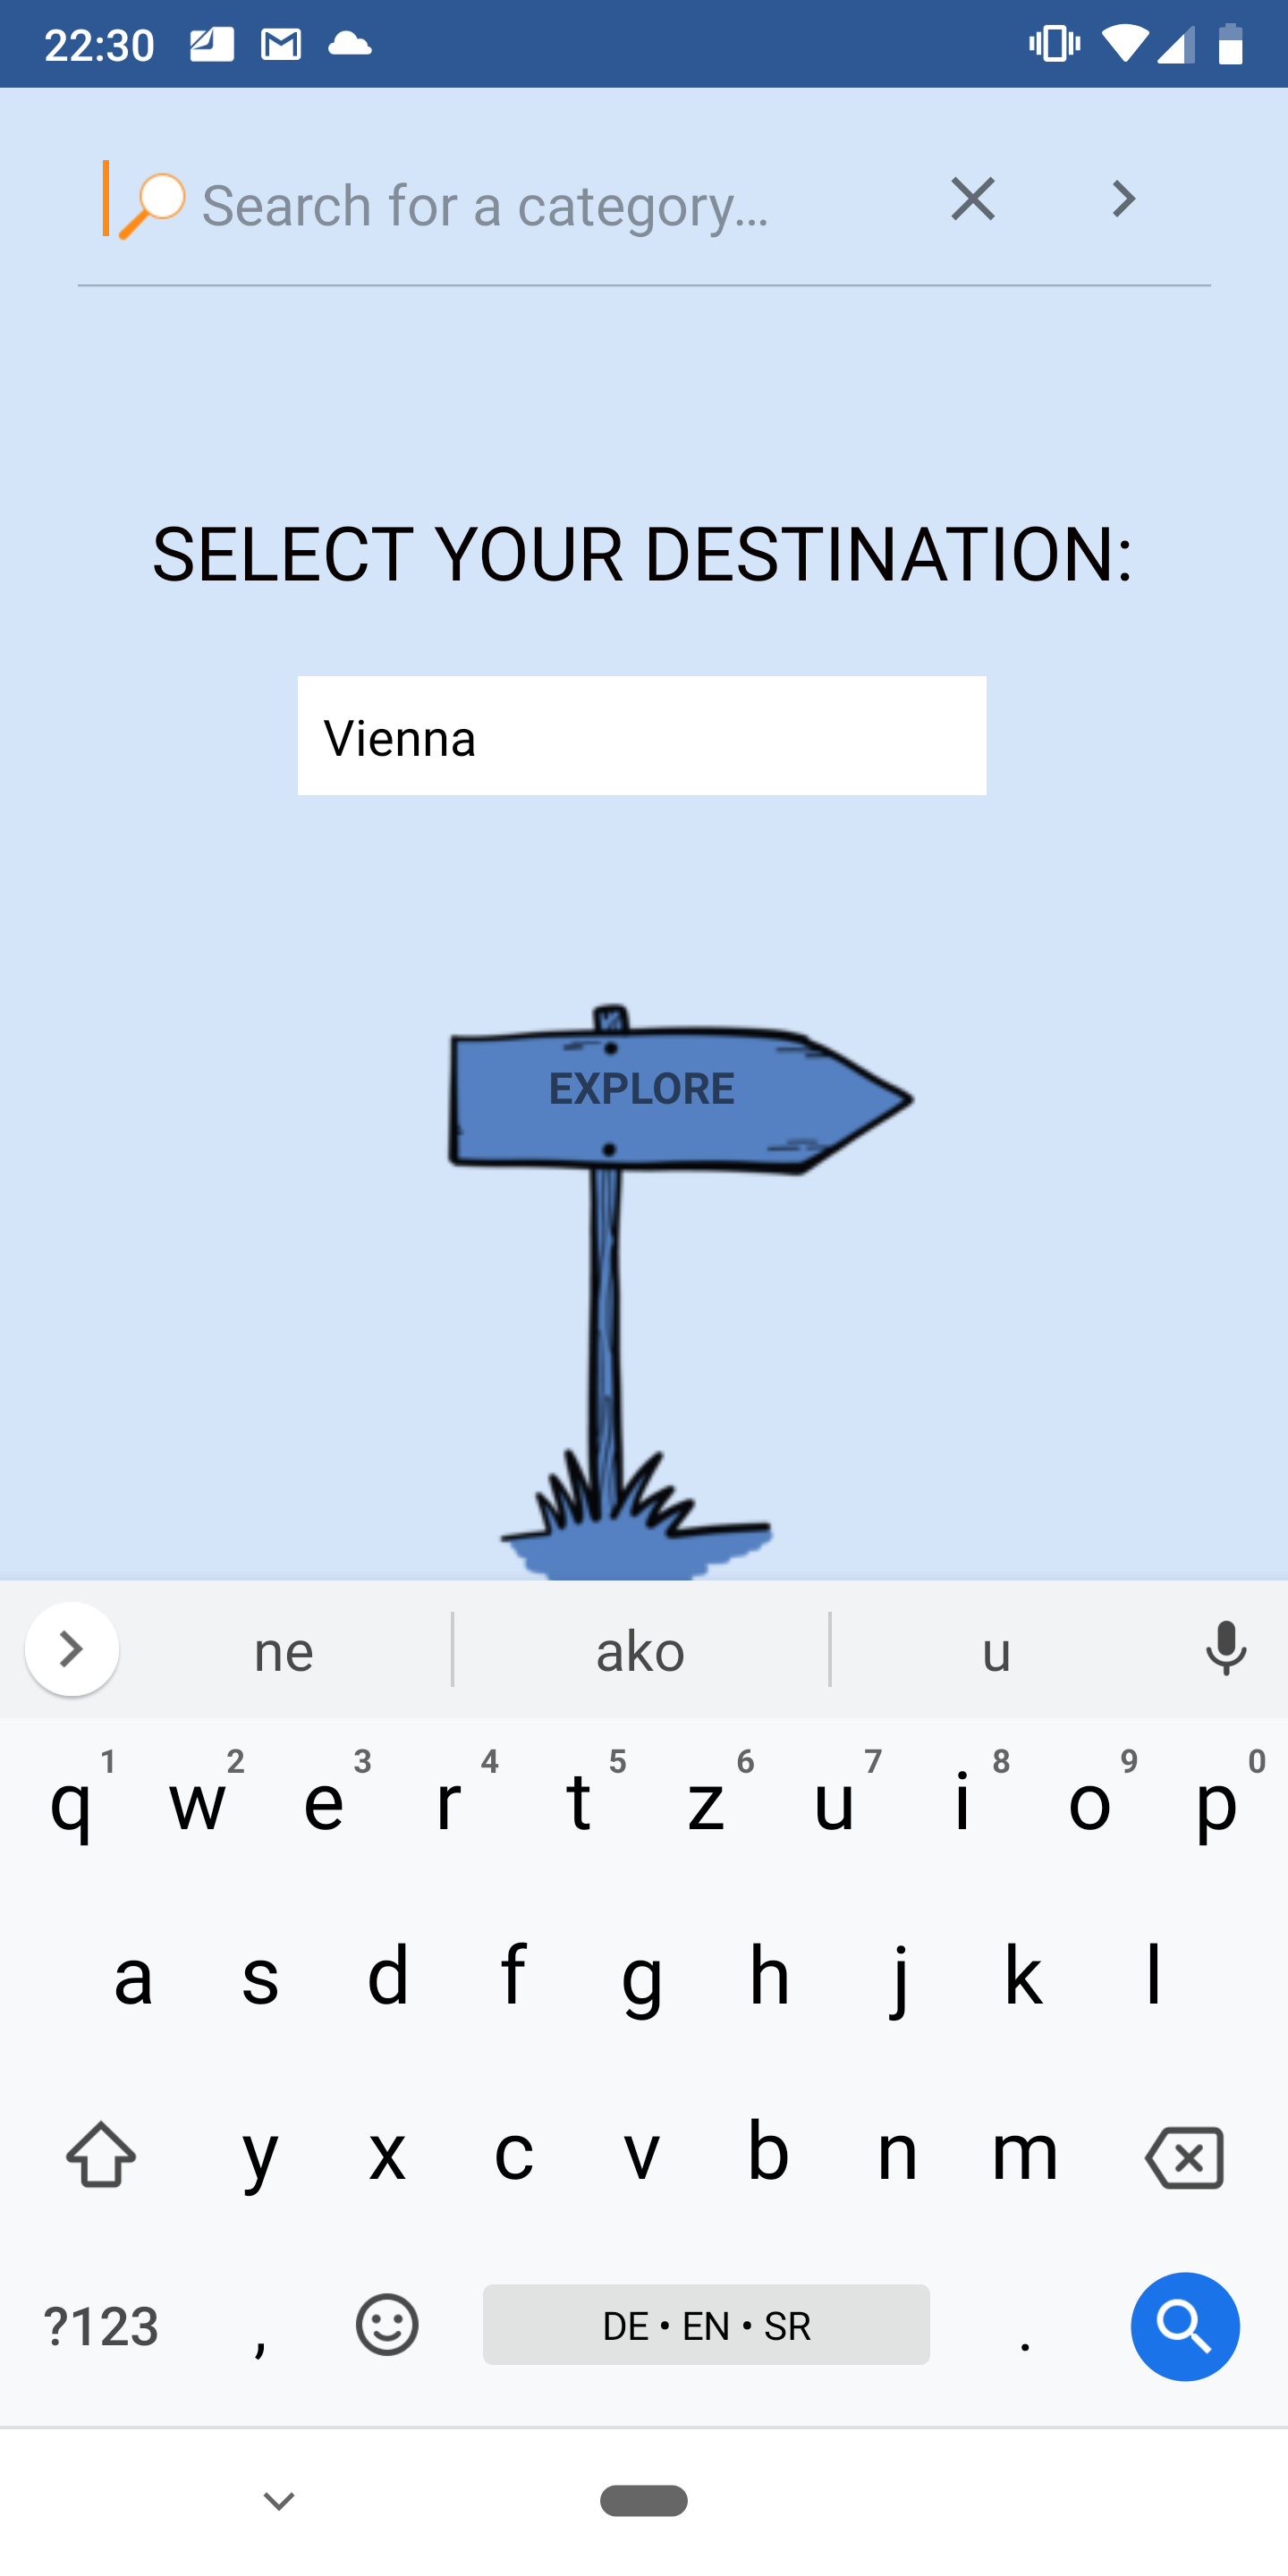 22:30
Search for a category...
SELECT YOUR DESTINATION:
Vienna
EXPLORE
ne ako u
q 1 w 2 e 3 r 4 t 5 z 6 u 7 i 8 o 9 p 0
a s d f g h j k l
y x c v b n m
?123 , DE • EN • SR .